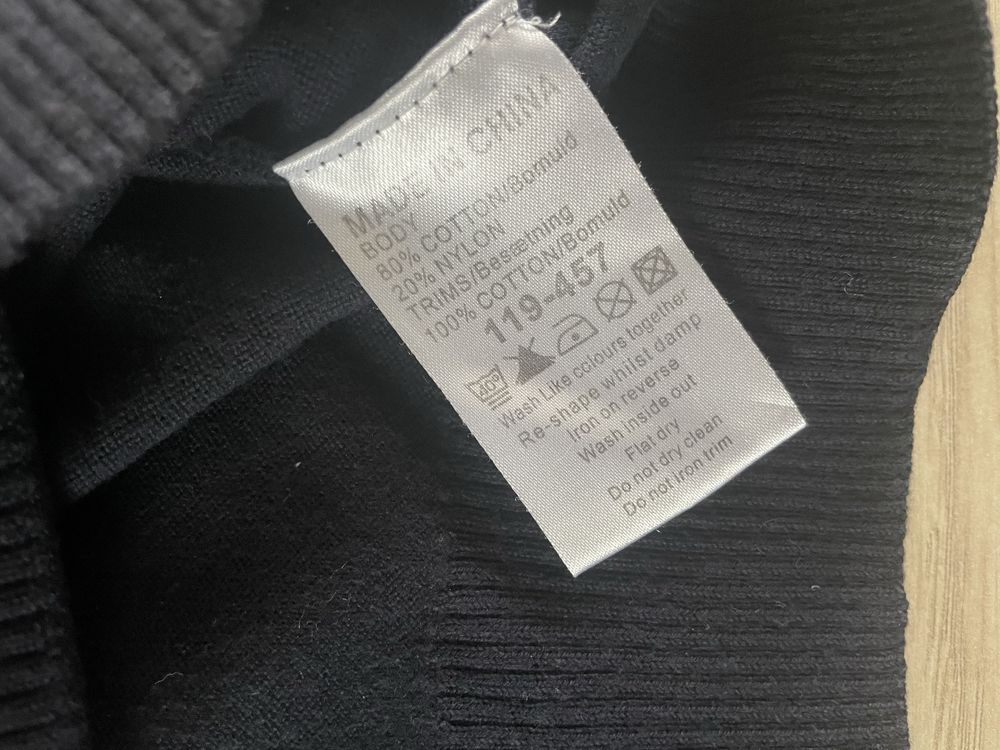 MADE IN CHINA
BODY
80% COTTON/Bomuld
20% NYLON
TRIMS/Besætning
100% COTTON/Bomuld
119-457
40°
Wash Like colours together
Re-shape whilst damp
Iron on reverse
Wash inside out
Flat dry
Do not dry clean
Do not iron trim